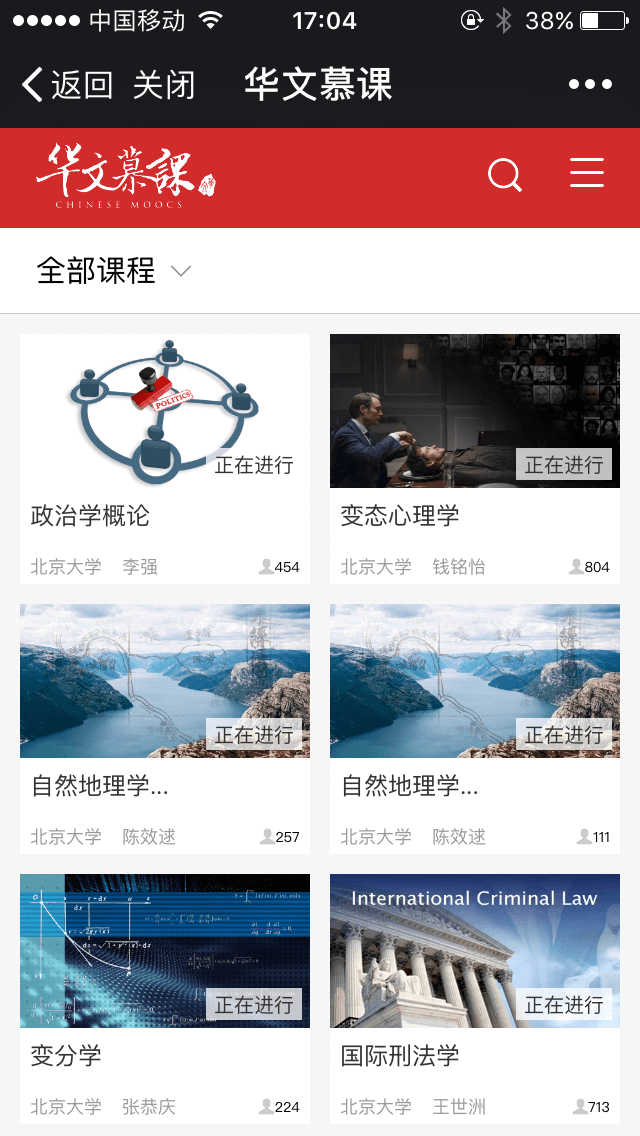 中国移动 17:04 38%
返回 关闭 华文慕课
华文慕課
CHINESE MOOCS
全部课程
POLITICS
正在进行
政治学概论
北京大学 李强 454
正在进行
变态心理学
北京大学 钱铭怡 804
正在进行
自然地理学...
北京大学 陈效逑 257
正在进行
自然地理学...
北京大学 陈效逑 111
正在进行
变分学
北京大学 张恭庆 224
International Criminal Law
正在进行
国际刑法学
北京大学 王世洲 713